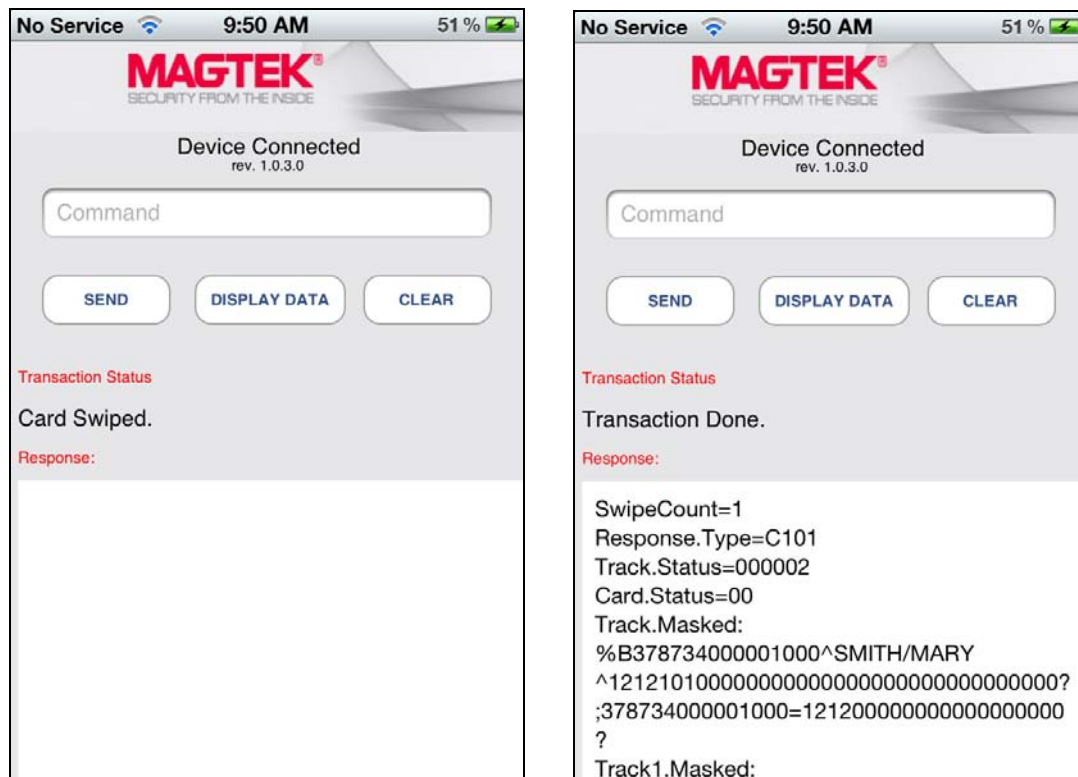 No Service 9:50 AM 51 %
MAGTEK®
SECURITY FROM THE INSIDE
Device Connected
rev. 1.0.3.0
Command
SEND DISPLAY DATA CLEAR
Transaction Status
Card Swiped.
Response:
No Service 9:50 AM 51 %
MAGTEK®
SECURITY FROM THE INSIDE
Device Connected
rev. 1.0.3.0
Command
SEND DISPLAY DATA CLEAR
Transaction Status
Transaction Done.
Response:
SwipeCount=1
Response.Type=C101
Track.Status=000002
Card.Status=00
Track.Masked:
%B378734000001000^SMITH/MARY
^1212101000000000000000000000000000000?
;378734000001000=12120000000000000000
?
Track1.Masked: